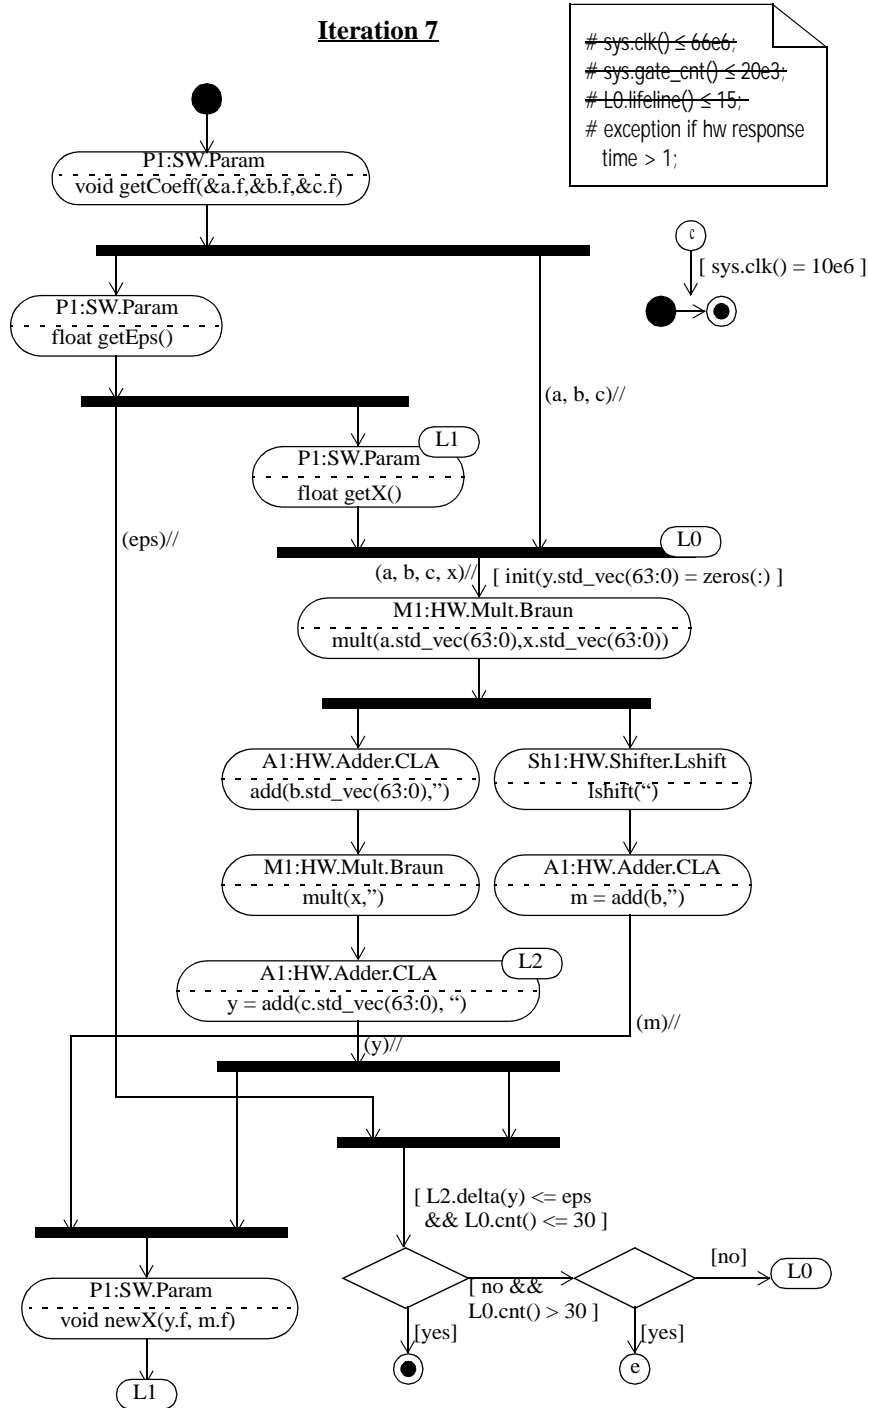 Iteration 7
# sys.clk() ≤ 66e6;
# sys.gate_cnt() ≤ 20e3;
# L0.lifeline() ≤ 15;
# exception if hw response
time > 1;
P1:SW.Param
void getCoeff(&a.f,&b.f,&c.f)
c
[ sys.clk() = 10e6 ]
P1:SW.Param
float getEps()
(a, b, c)//
L1
P1:SW.Param
float getX()
(eps)//
L0
(a, b, c, x)//
[ init(y.std_vec(63:0) = zeros(:) ]
M1:HW.Mult.Braun
mult(a.std_vec(63:0),x.std_vec(63:0))
A1:HW.Adder.CLA
add(b.std_vec(63:0),”)
Sh1:HW.Shifter.Lshift
lshift(“)
M1:HW.Mult.Braun
mult(x,”)
A1:HW.Adder.CLA
m = add(b,”)
L2
A1:HW.Adder.CLA
y = add(c.std_vec(63:0), “)
(m)//
(y)//
[ L2.delta(y) <= eps
&& L0.cnt() <= 30 ]
[no]
L0
[ no &&
L0.cnt() > 30 ]
P1:SW.Param
void newX(y.f, m.f)
[yes]
[yes]
e
L1